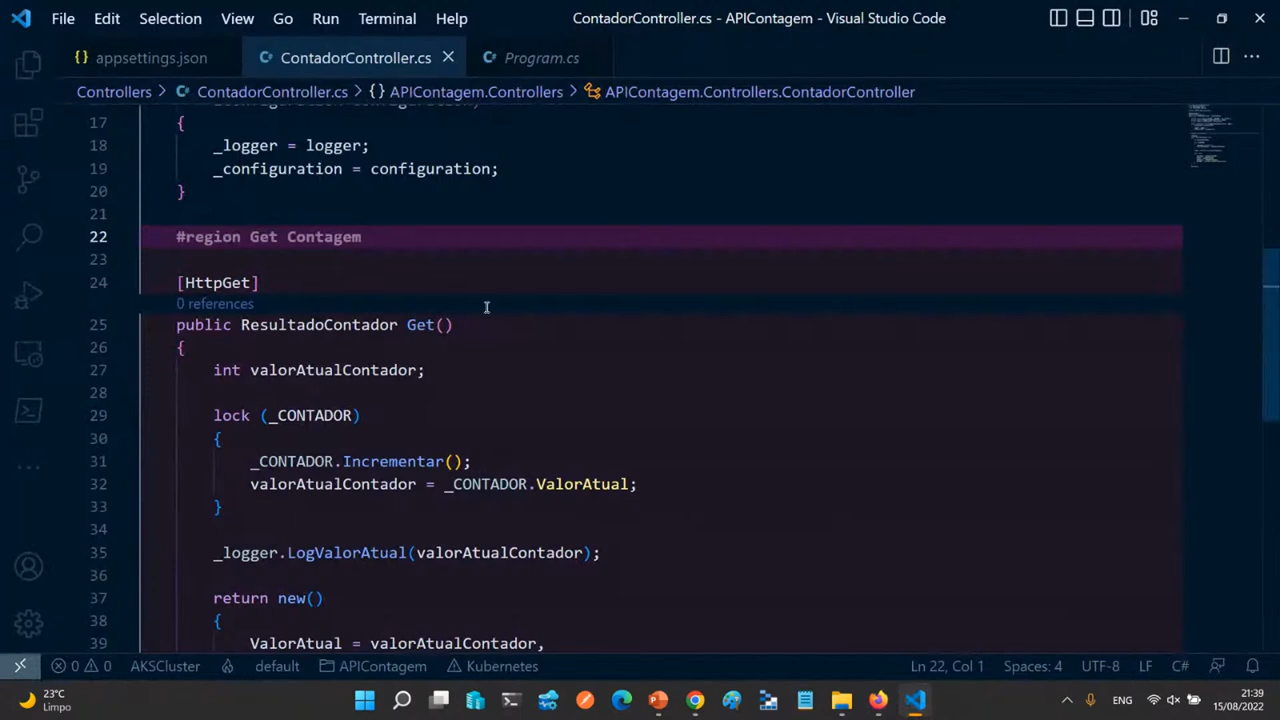 File Edit Selection View Go Run Terminal Help ContadorController.cs - APIContagem - Visual Studio Code
appsettings.json ContadorController.cs Program.cs
Controllers > ContadorController.cs > {} APIContagem.Controllers > APIContagem.Controllers.ContadorController
17 {
18 _logger = logger;
19 _configuration = configuration;
20 }
21
22 #region Get Contagem
23
24 [HttpGet]
0 references
25 public ResultadoContador Get()
26 {
27 int valorAtualContador;
28
29 lock (_CONTADOR)
30 {
31 _CONTADOR.Incrementar();
32 valorAtualContador = _CONTADOR.ValorAtual;
33 }
34
35 _logger.LogValorAtual(valorAtualContador);
36
37 return new()
38 {
39 ValorAtual = valorAtualContador,
0 0 AKSCluster default APIContagem Kubernetes Ln 22, Col 1 Spaces: 4 UTF-8 LF C#
23°C
Limpo
ENG
21:39
15/08/2022